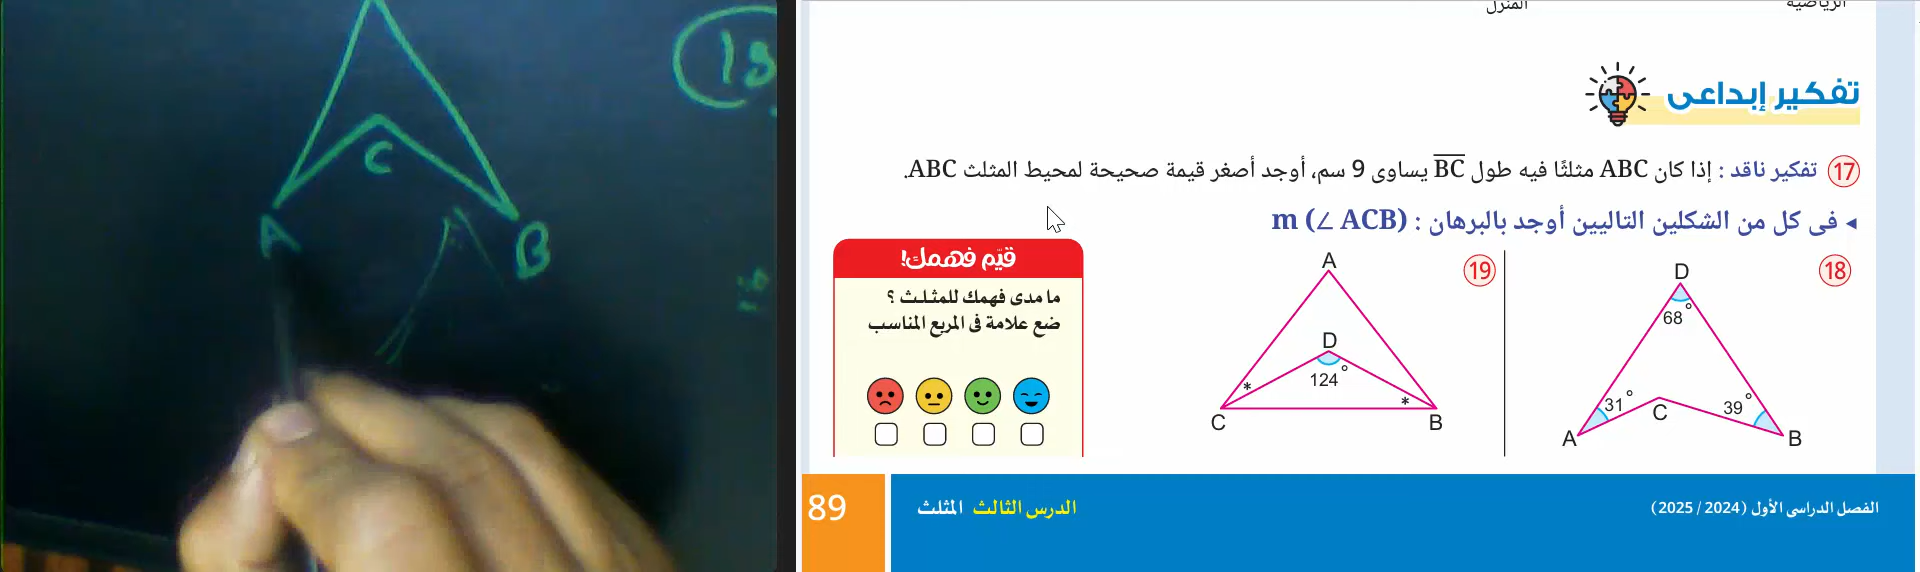 18
C
A
B
المنزل
الرياضية
تفكير إبداعى
17 تفكير ناقد : إذا كان ABC مثلثًا فيه طول BC يساوى 9 سم، أوجد أصغر قيمة صحيحة لمحيط المثلث ABC.
◂ فى كل من الشكلين التاليين أوجد بالبرهان : m (∠ ACB)
18
D
68°
31°
39°
C
A
B
19
A
D
124°
*
*
C
B
قيّم فهمك!
ما مدى فهمك للمثلث ؟
ضع علامة فى المربع المناسب
الفصل الدراسى الأول (2024 / 2025)
الدرس الثالث المثلث
89